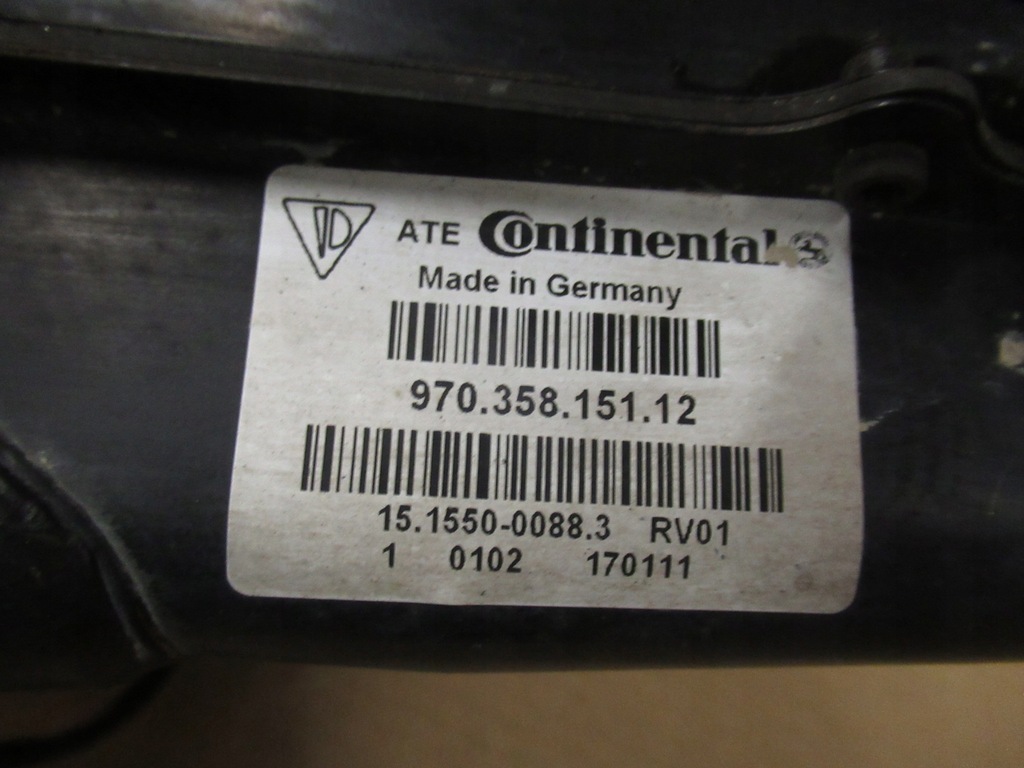 ATE Continental
Made in Germany
970.358.151.12
15.1550-0088.3 RV01
1 0102 170111